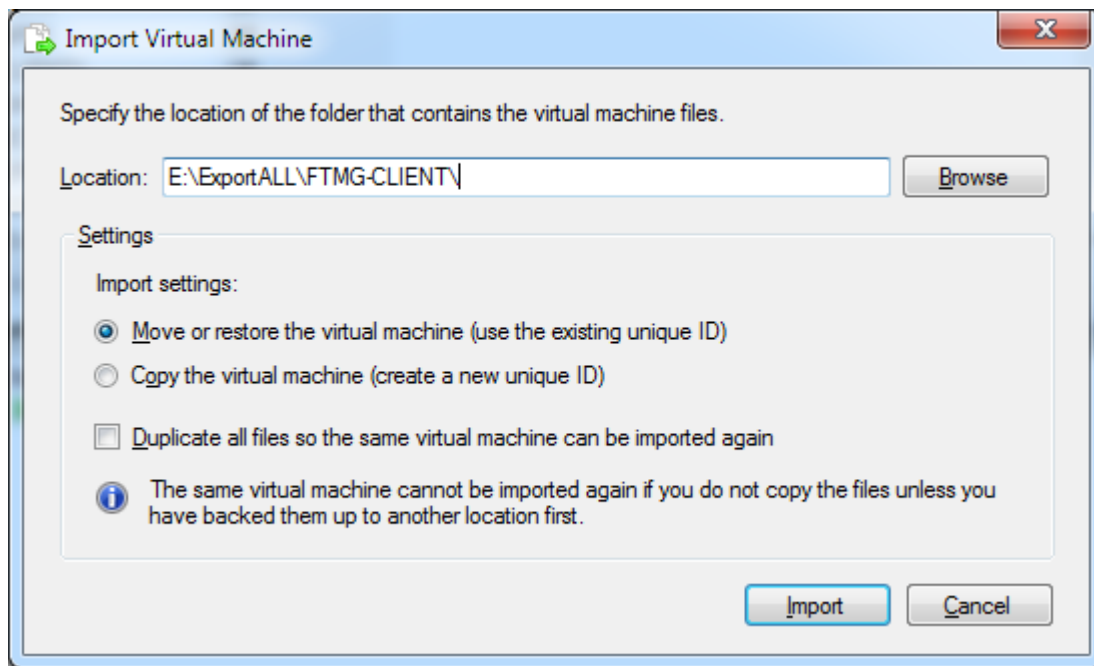 Import Virtual Machine
Specify the location of the folder that contains the virtual machine files.
Location: E:\ExportALL\FTMG-CLIENT\ Browse
Settings
Import settings:
Move or restore the virtual machine (use the existing unique ID)
Copy the virtual machine (create a new unique ID)
Duplicate all files so the same virtual machine can be imported again
The same virtual machine cannot be imported again if you do not copy the files unless you
have backed them up to another location first.
Import Cancel